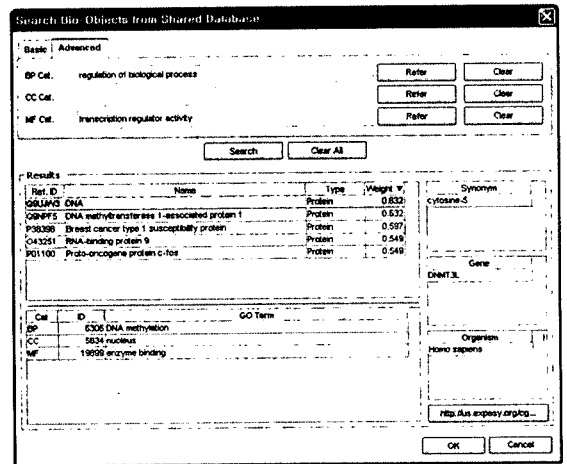 Search Bio-Objects from Shared Database
Basic Advanced
BP Cat. regulation of biological process Refer Clear
CC Cat. Refer Clear
MF Cat. transcription regulator activity Refer Clear
Search Clear All
Results
Ref. ID Name Type Weight ▼
Q9UJW3 DNA Protein 0.632
Q9NPF5 DNA methyltransferase 1-associated protein 1 Protein 0.632
P38398 Breast cancer type 1 susceptibility protein Protein 0.597
O43251 RNA-binding protein 9 Protein 0.549
P01100 Proto-oncogene protein c-fos Protein 0.549
Synonym
cytosine-5
Gene
DNMT3L
Cat ID GO Term
BP 6306 DNA methylation
CC 5634 nucleus
MF 19899 enzyme binding
Organism
Homo sapiens
http://us.expasy.org/cg...
OK Cancel